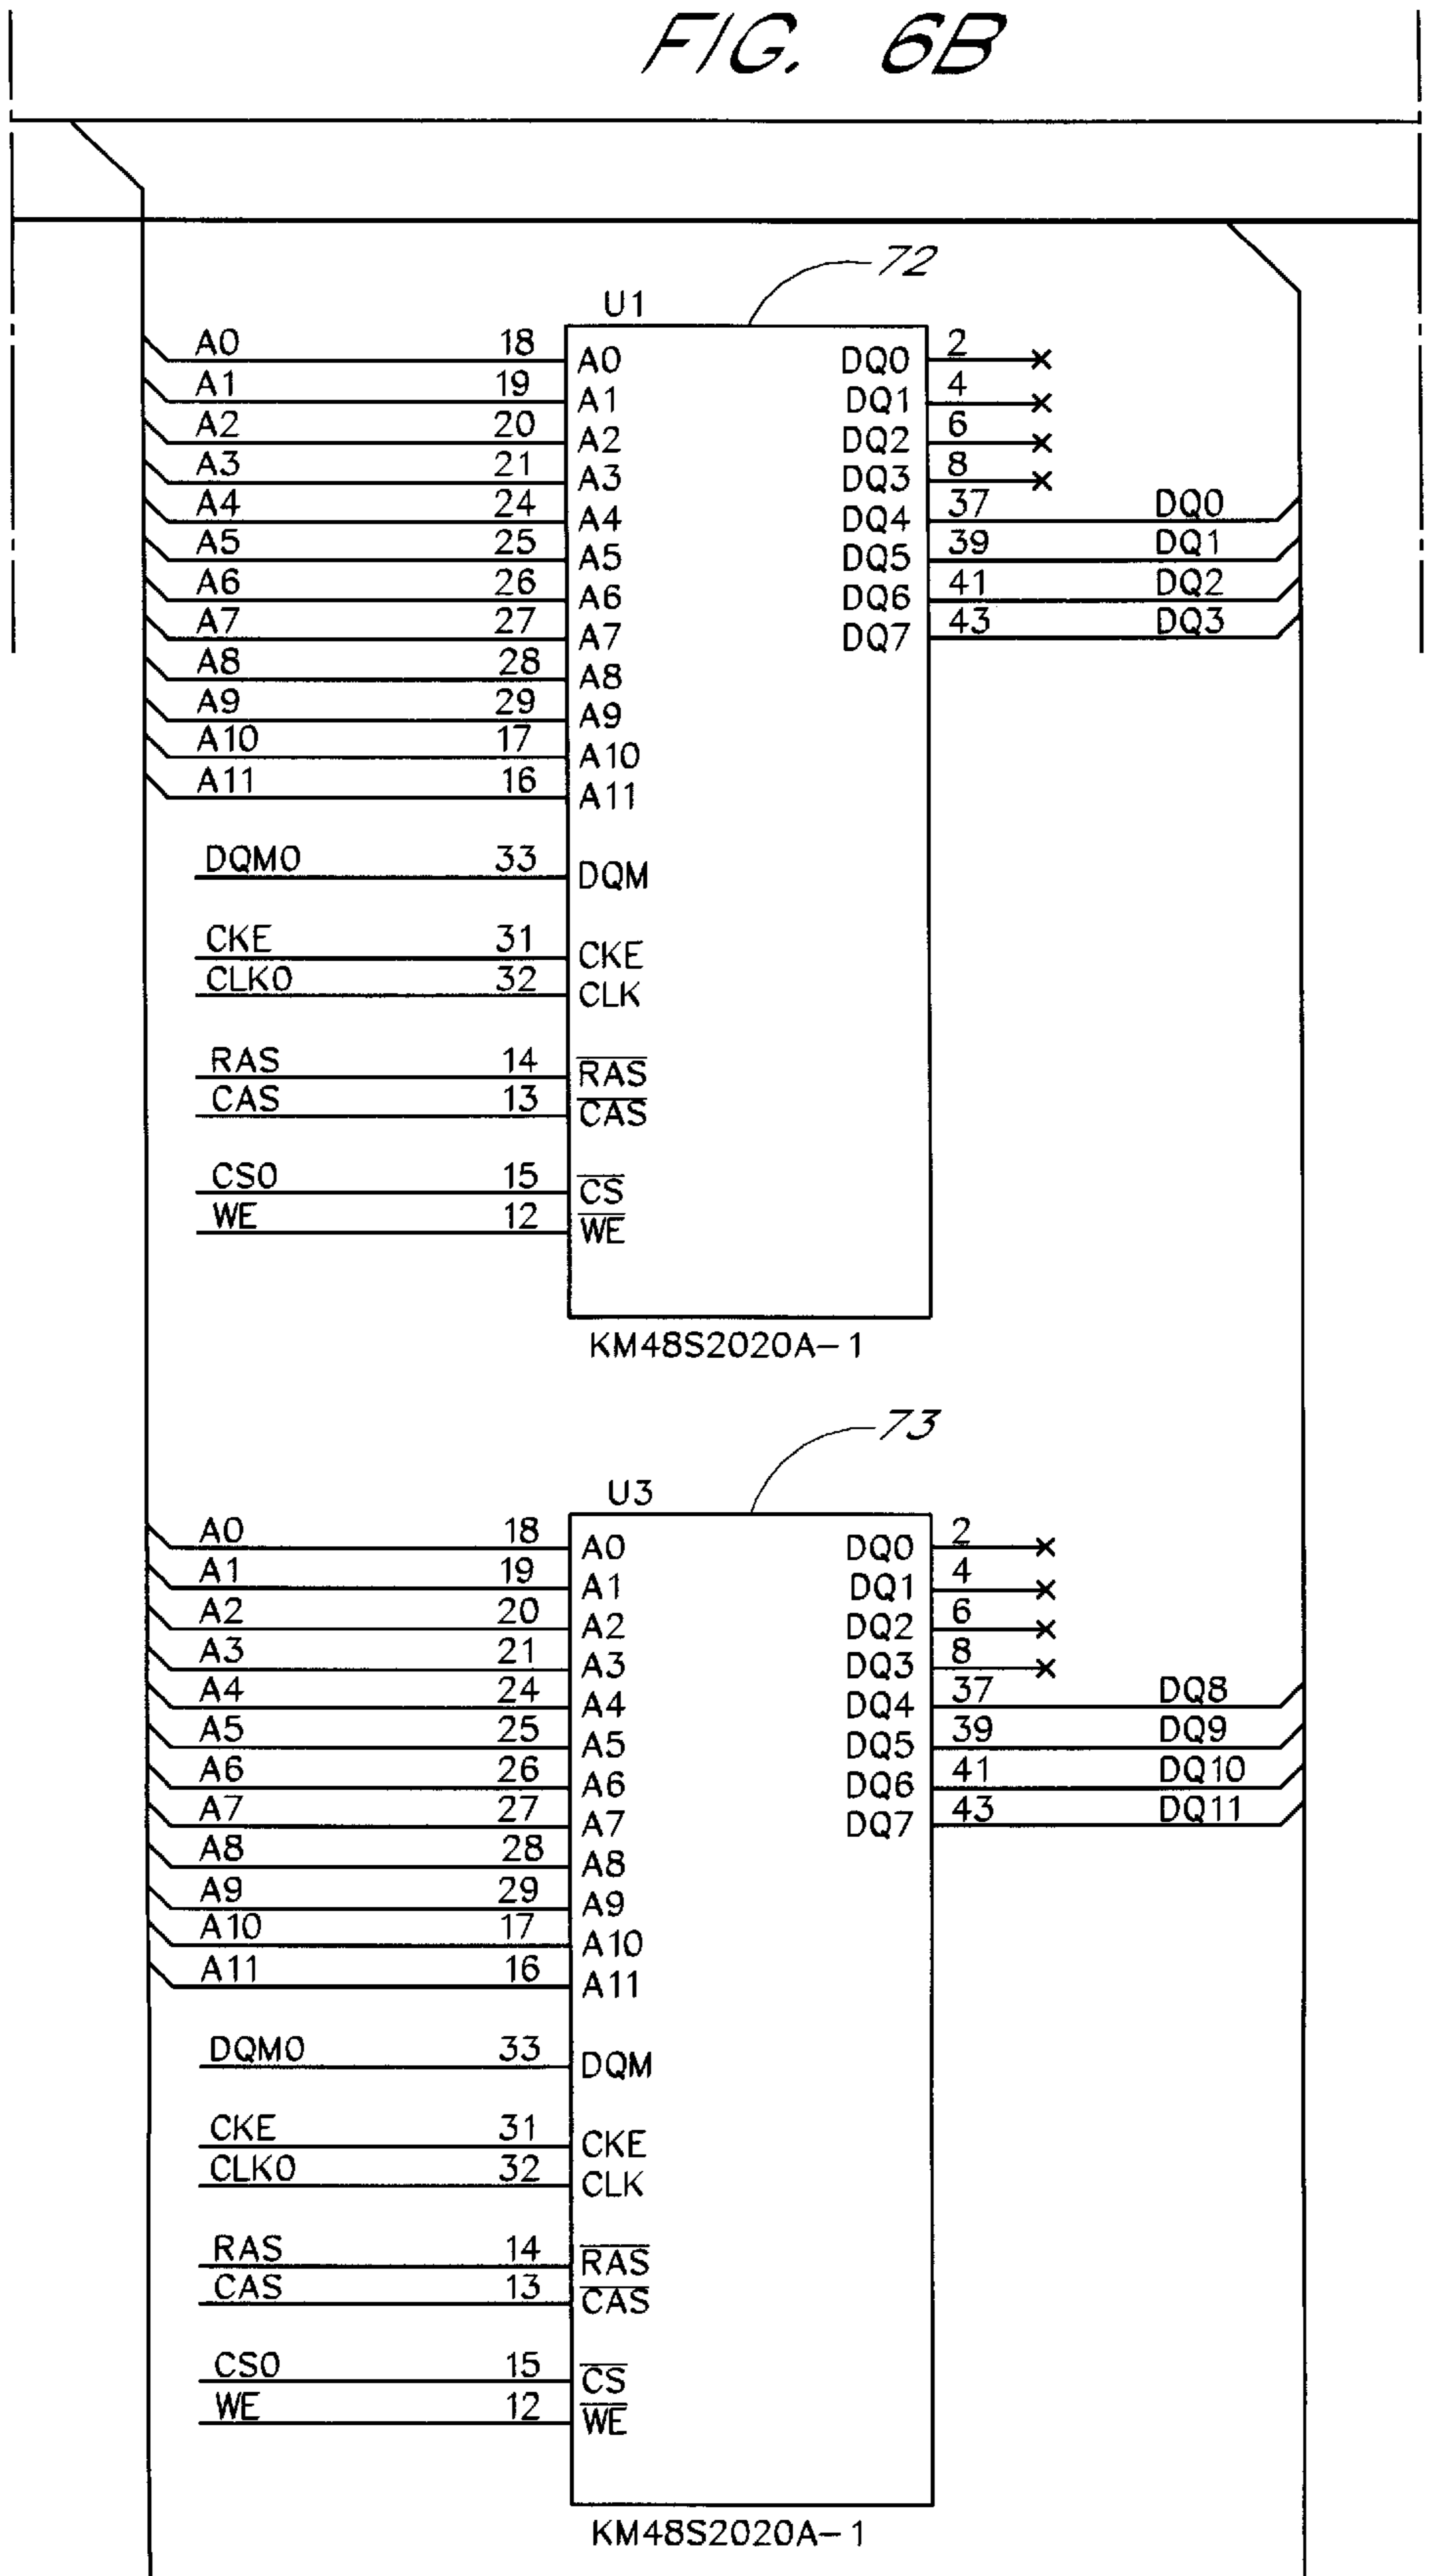 FIG. 6B
72
U1
A0 18 A0 DQ0 2
A1 19 A1 DQ1 4
A2 20 A2 DQ2 6
A3 21 A3 DQ3 8
A4 24 A4 DQ4 37 DQ0
A5 25 A5 DQ5 39 DQ1
A6 26 A6 DQ6 41 DQ2
A7 27 A7 DQ7 43 DQ3
A8 28 A8
A9 29 A9
A10 17 A10
A11 16 A11
DQM0 33 DQM
CKE 31 CKE
CLK0 32 CLK
RAS 14 RAS
CAS 13 CAS
CS0 15 CS
WE 12 WE
KM48S2020A-1
73
U3
A0 18 A0 DQ0 2
A1 19 A1 DQ1 4
A2 20 A2 DQ2 6
A3 21 A3 DQ3 8
A4 24 A4 DQ4 37 DQ8
A5 25 A5 DQ5 39 DQ9
A6 26 A6 DQ6 41 DQ10
A7 27 A7 DQ7 43 DQ11
A8 28 A8
A9 29 A9
A10 17 A10
A11 16 A11
DQM0 33 DQM
CKE 31 CKE
CLK0 32 CLK
RAS 14 RAS
CAS 13 CAS
CS0 15 CS
WE 12 WE
KM48S2020A-1